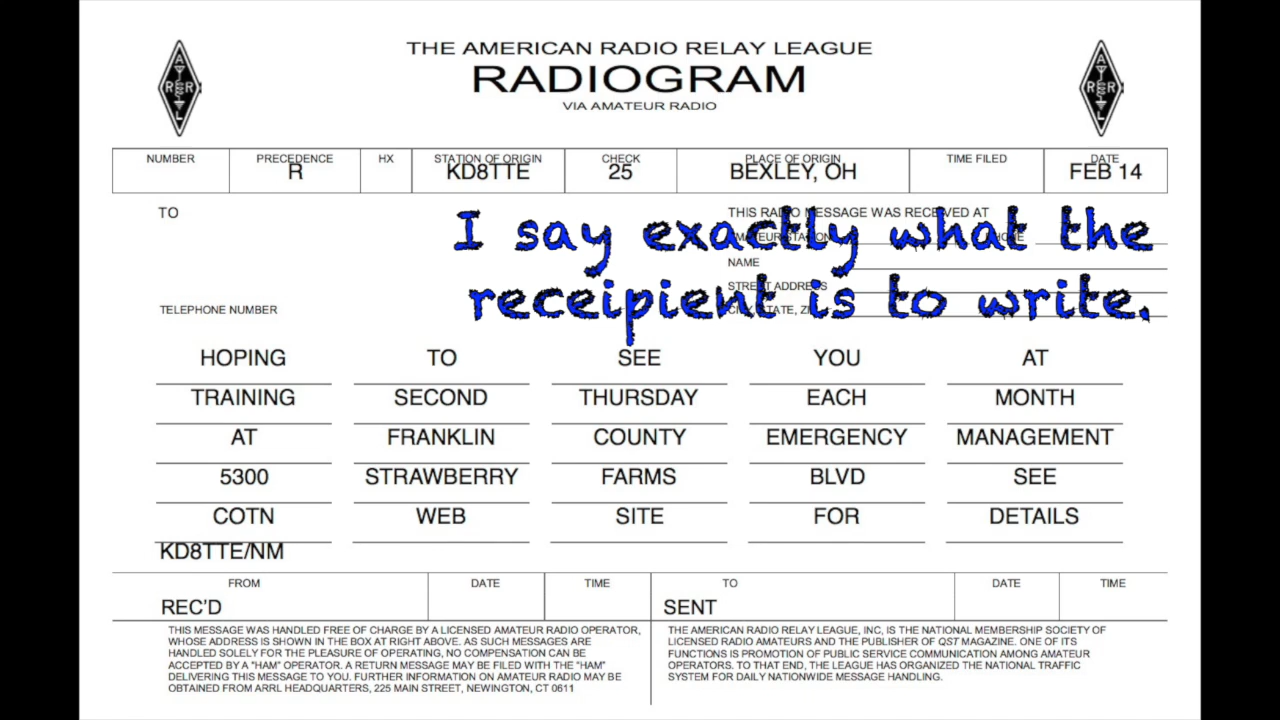 THE AMERICAN RADIO RELAY LEAGUE
RADIOGRAM
VIA AMATEUR RADIO
A
R R
L
A
R R
L
NUMBER PRECEDENCE HX STATION OF ORIGIN CHECK PLACE OF ORIGIN TIME FILED DATE
R KD8TTE 25 BEXLEY, OH FEB 14
TO
THIS RADIO MESSAGE WAS RECEIVED AT
I say exactly what the
AMATEUR STATION PHONE
NAME
STREET ADDRESS
receipient is to write.
CITY, STATE, ZIP
TELEPHONE NUMBER
HOPING TO SEE YOU AT
TRAINING SECOND THURSDAY EACH MONTH
AT FRANKLIN COUNTY EMERGENCY MANAGEMENT
5300 STRAWBERRY FARMS BLVD SEE
COTN WEB SITE FOR DETAILS
KD8TTE/NM
FROM DATE TIME TO DATE TIME
REC'D SENT
THIS MESSAGE WAS HANDLED FREE OF CHARGE BY A LICENSED AMATEUR RADIO OPERATOR,
WHOSE ADDRESS IS SHOWN IN THE BOX AT RIGHT ABOVE. AS SUCH MESSAGES ARE
HANDLED SOLELY FOR THE PLEASURE OF OPERATING, NO COMPENSATION CAN BE
ACCEPTED BY A "HAM" OPERATOR. A RETURN MESSAGE MAY BE FILED WITH THE "HAM"
DELIVERING THIS MESSAGE TO YOU. FURTHER INFORMATION ON AMATEUR RADIO MAY BE
OBTAINED FROM ARRL HEADQUARTERS, 225 MAIN STREET, NEWINGTON, CT 0611
THE AMERICAN RADIO RELAY LEAGUE, INC, IS THE NATIONAL MEMBERSHIP SOCIETY OF
LICENSED RADIO AMATEURS AND THE PUBLISHER OF QST MAGAZINE. ONE OF ITS
FUNCTIONS IS PROMOTION OF PUBLIC SERVICE COMMUNICATION AMONG AMATEUR
OPERATORS. TO THAT END, THE LEAGUE HAS ORGANIZED THE NATIONAL TRAFFIC
SYSTEM FOR DAILY NATIONWIDE MESSAGE HANDLING.